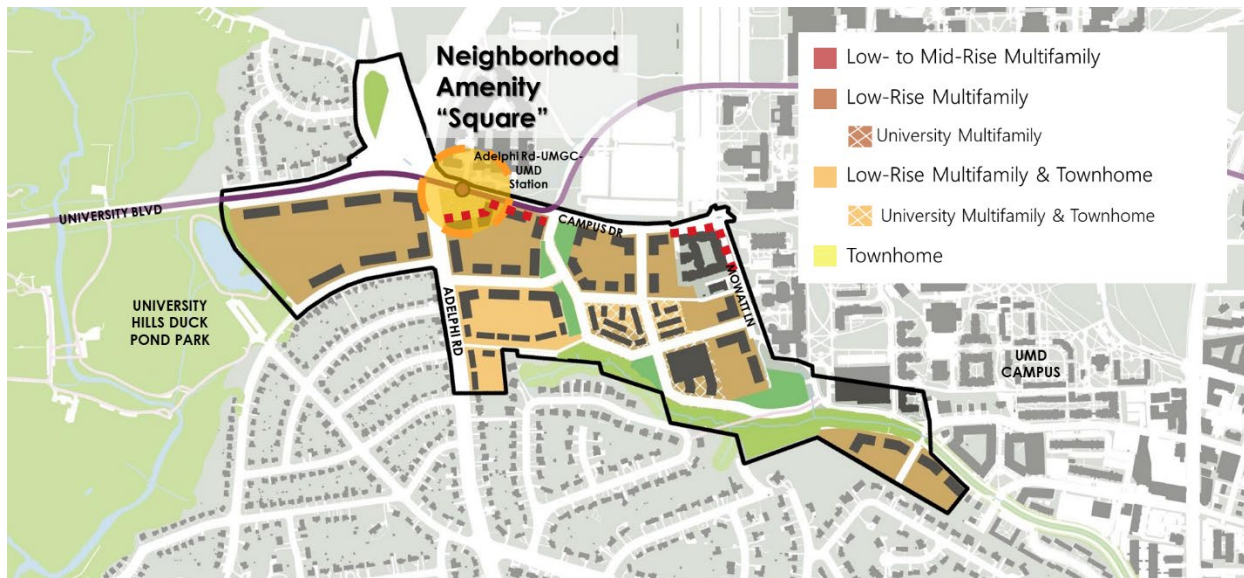 Neighborhood
Amenity
“Square”
Adelphi Rd-UMGC-
UMD
Station
UNIVERSITY BLVD
CAMPUS DR
MOWATT LN
ADELPHI RD
UNIVERSITY
HILLS DUCK
POND PARK
UMD
CAMPUS
Low- to Mid-Rise Multifamily
Low-Rise Multifamily
University Multifamily
Low-Rise Multifamily & Townhome
University Multifamily & Townhome
Townhome